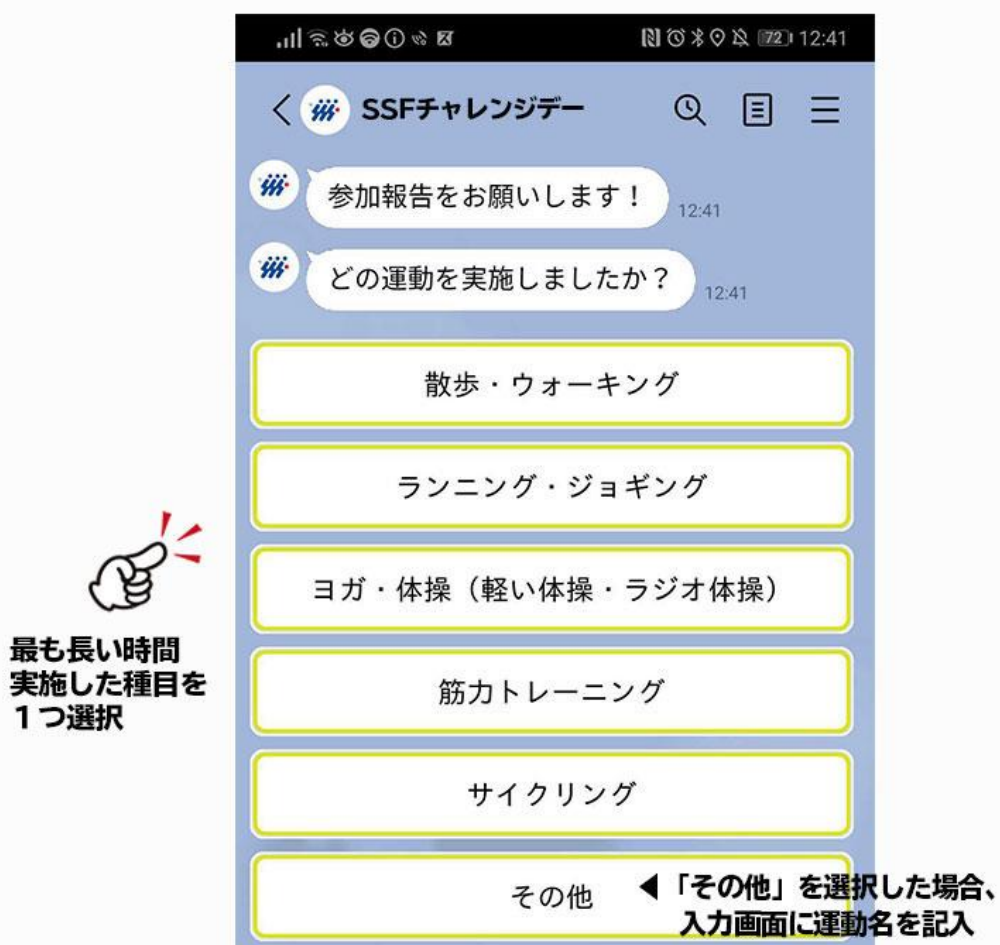 72 12:41
SSFチャレンジデー
参加報告をお願いします！
12:41
どの運動を実施しましたか？
12:41
散歩・ウォーキング
ランニング・ジョギング
ヨガ・体操（軽い体操・ラジオ体操）
筋力トレーニング
サイクリング
その他
最も長い時間
実施した種目を
１つ選択
◀「その他」を選択した場合、
入力画面に運動名を記入